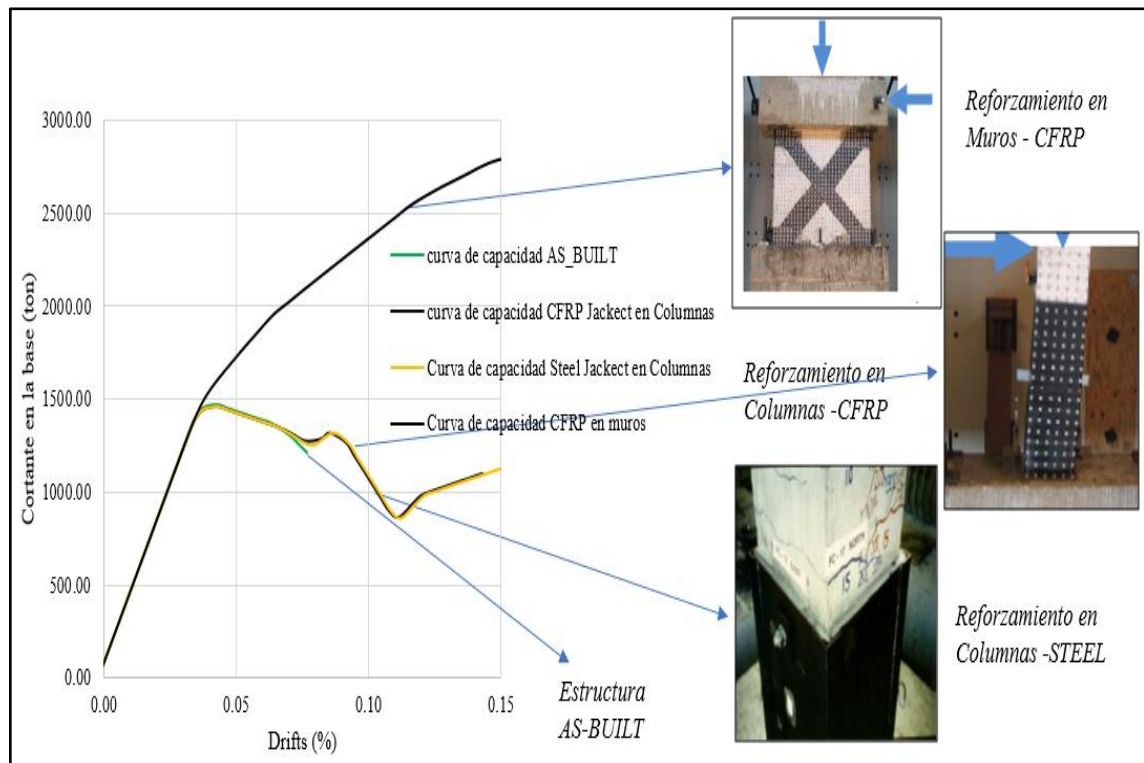 3000.00
2500.00
2000.00
1500.00
1000.00
500.00
0.00
Cortante en la base (ton)
0.00
0.05
0.10
0.15
Drifts (%)
curva de capacidad AS_BUILT
curva de capacidad CFRP Jackect en Columnas
Curva de capacidad Steel Jackect en Columnas
Curva de capacidad CFRP en muros
Reforzamiento en
Muros - CFRP
Reforzamiento en
Columnas -CFRP
Reforzamiento en
Columnas -STEEL
Estructura
AS-BUILT